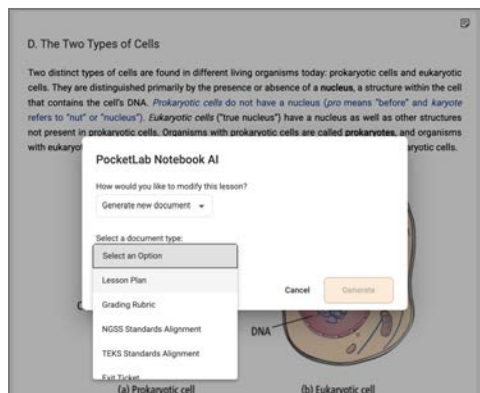 D. The Two Types of Cells
Two distinct types of cells are found in different living organisms today: prokaryotic cells and eukaryotic
cells. They are distinguished primarily by the presence or absence of a nucleus, a structure within the cell
that contains the cell's DNA. Prokaryotic cells do not have a nucleus (pro means "before" and karyote
refers to "nut" or "nucleus"). Eukaryotic cells ("true nucleus") have a nucleus as well as other structures
not present in prokaryotic cells. Organisms with prokaryotic cells are called prokaryotes, and organisms
with eukaryot
aryotic cells.
PocketLab Notebook AI
How would you like to modify this lesson?
Generate new document
Select a document type:
Select an Option
Lesson Plan
Grading Rubric
NGSS Standards Alignment
TEKS Standards Alignment
Exit Ticket
Cancel
Generate
C
DNA
(a) Prokaryotic cell
(b) Eukaryotic cell